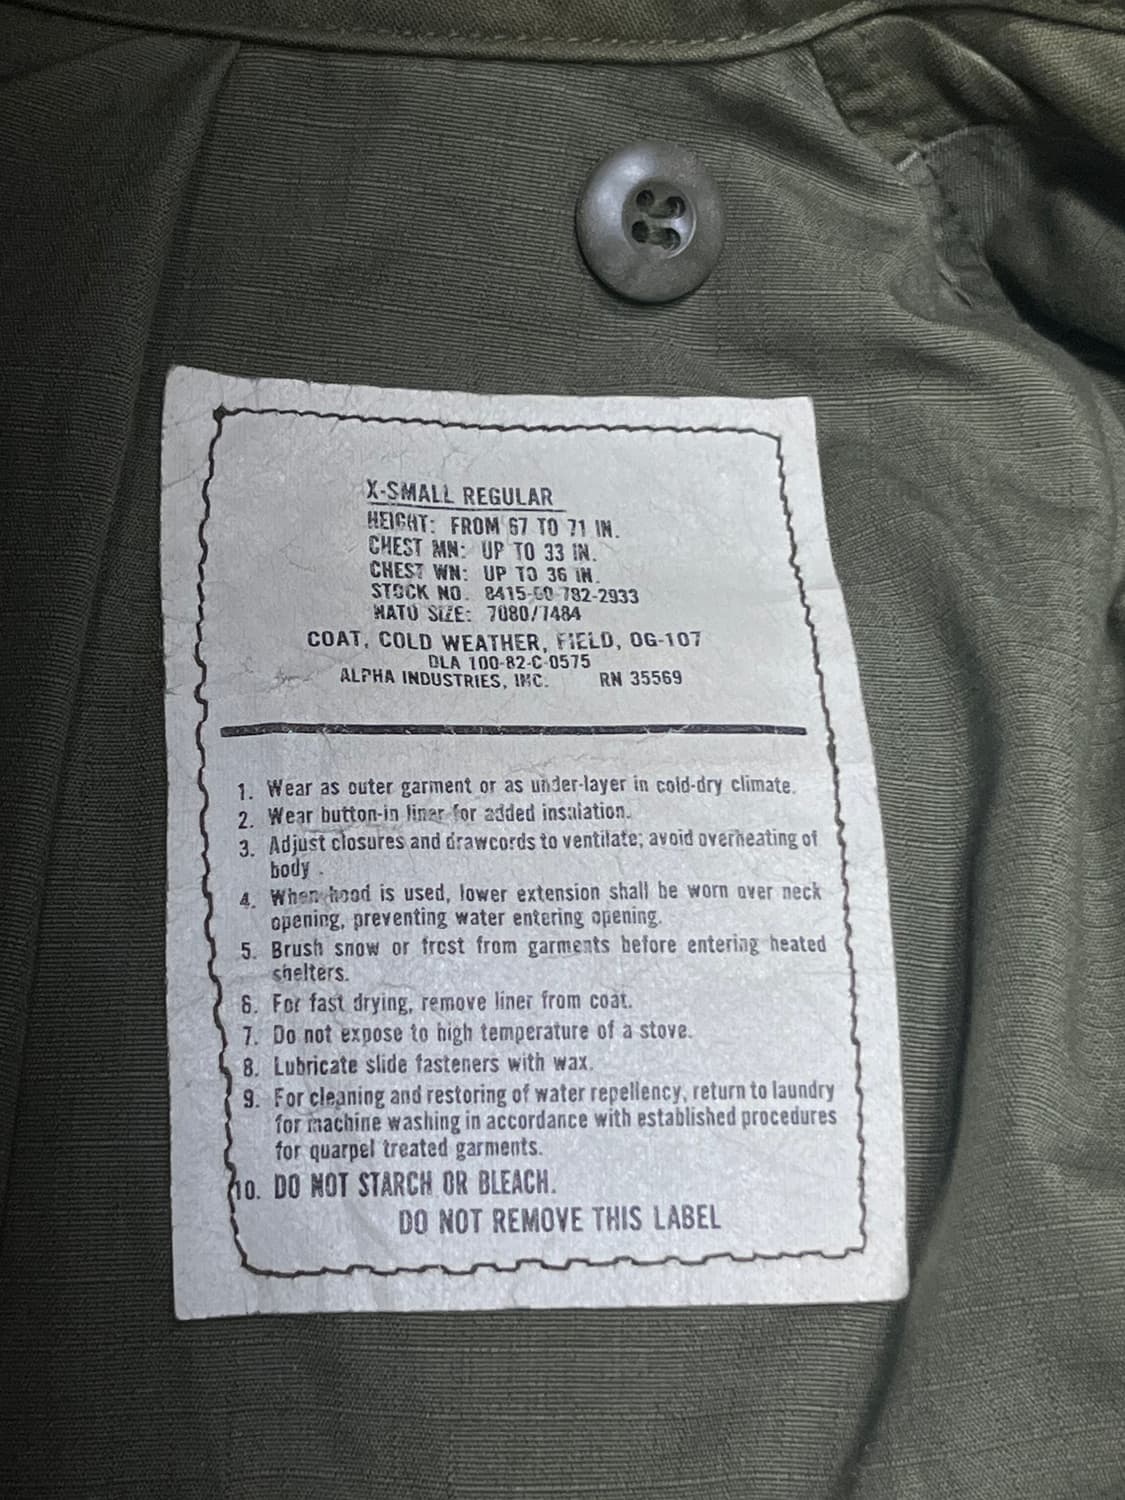 X-SMALL REGULAR
HEIGHT: FROM 67 TO 71 IN.
CHEST MN: UP TO 33 IN.
CHEST WN: UP TO 36 IN.
STOCK NO. 8415-00-782-2933
NATO SIZE: 7080/7484
COAT, COLD WEATHER, FIELD, OG-107
DLA 100-82-C-0575
ALPHA INDUSTRIES, INC. RN 35569
1. Wear as outer garment or as under-layer in cold-dry climate.
2. Wear button-in liner for added insulation.
3. Adjust closures and drawcords to ventilate; avoid overheating of
body.
4. When hood is used, lower extension shall be worn over neck
opening, preventing water entering opening.
5. Brush snow or frost from garments before entering heated
shelters.
6. For fast drying, remove liner from coat.
7. Do not expose to high temperature of a stove.
8. Lubricate slide fasteners with wax.
9. For cleaning and restoring of water repellency, return to laundry
for machine washing in accordance with established procedures
for quarpel treated garments.
10. DO NOT STARCH OR BLEACH.
DO NOT REMOVE THIS LABEL